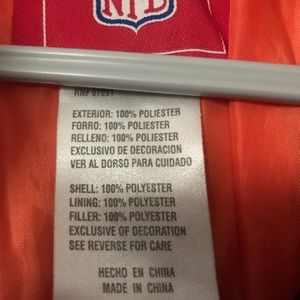 NFL
EXTERIOR: 100% POLIESTER
FORRO: 100% POLIESTER
RELLENO: 100% POLIESTER
EXCLUSIVO DE DECORACION
VER AL BORSO PARA CUIDADO
SHELL: 100% POLYESTER
LINING: 100% POLYESTER
FILLER: 100% POLYESTER
EXCLUSIVE OF DECORATION
SEE REVERSE FOR CARE
HECHO EN CHINA
MADE IN CHINA